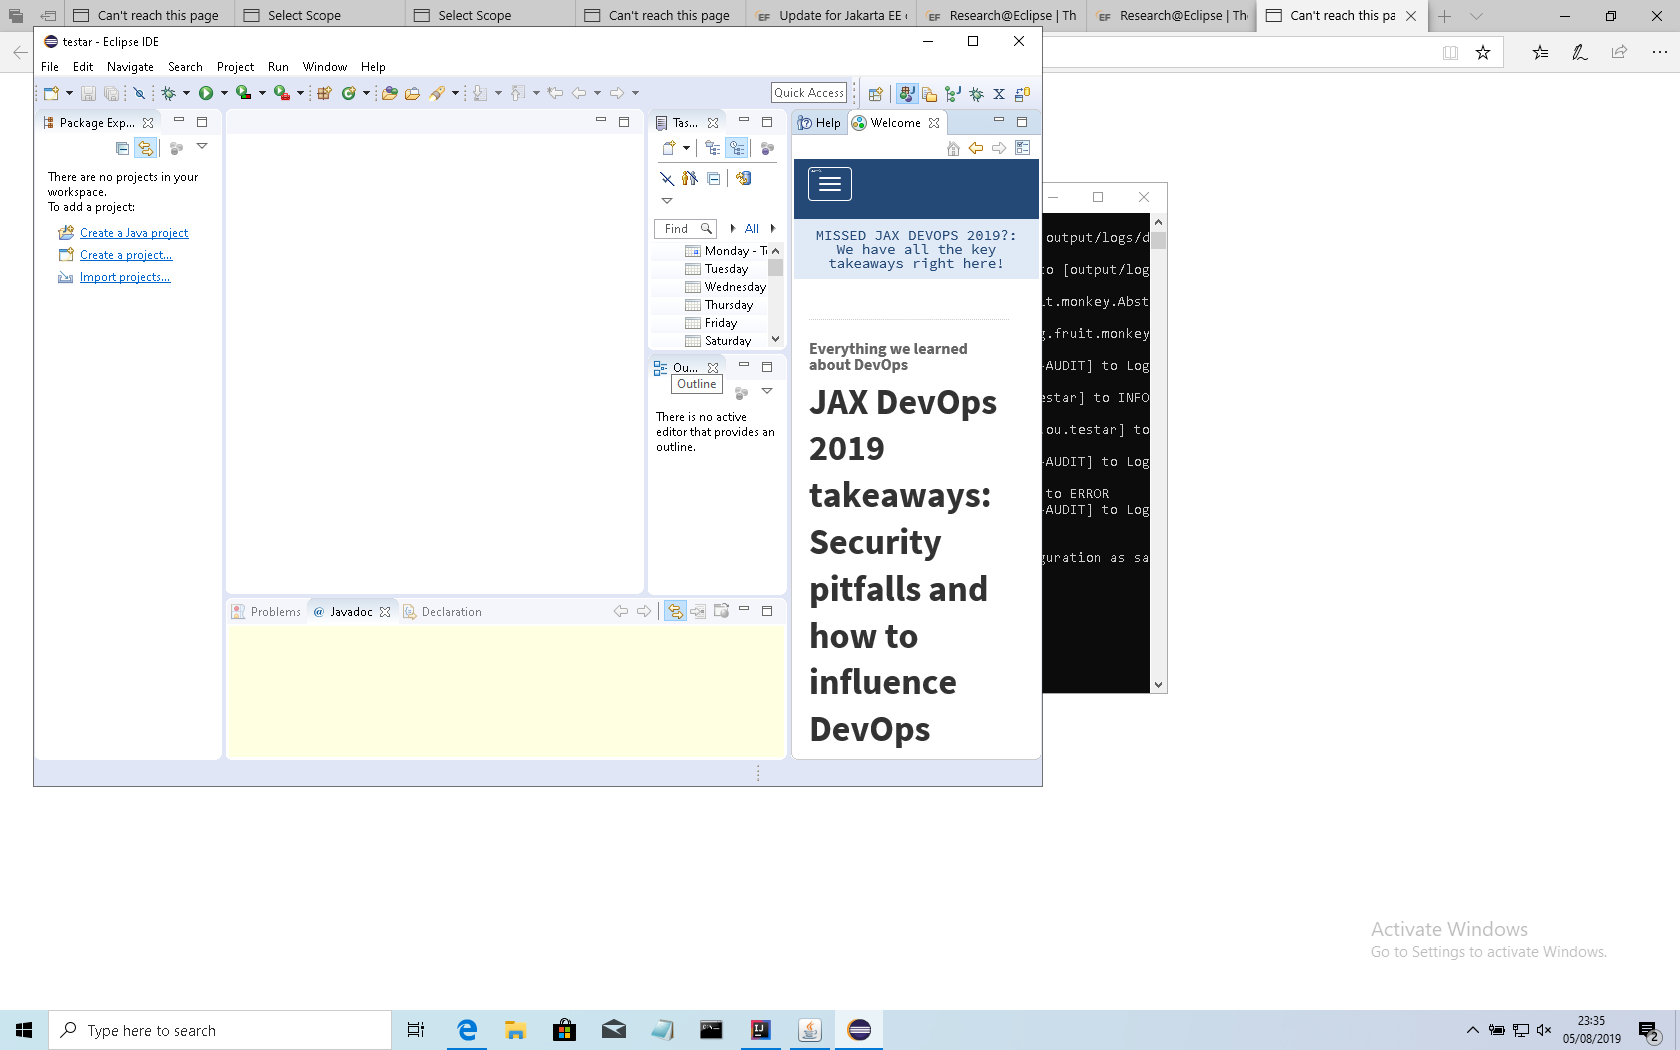 Can't reach this page
Select Scope
Select Scope
Can't reach this page
Update for Jakarta EE
Research@Eclipse | Th
Research@Eclipse | Th
Can't reach this pa
testar - Eclipse IDE
File Edit Navigate Search Project Run Window Help
Quick Access
Package Exp...
There are no projects in your
workspace.
To add a project:
Create a Java project
Create a project...
Import projects...
Tas...
Find
All
Monday - T
Tuesday
Wednesday
Thursday
Friday
Saturday
Ou...
Outline
There is no active
editor that provides an
outline.
Help
Welcome
MISSED JAX DEVOPS 2019?:
We have all the key
takeaways right here!
Everything we learned
about DevOps
JAX DevOps
2019
takeaways:
Security
pitfalls and
how to
influence
DevOps
Problems
@ Javadoc
Declaration
output/logs/d
to [output/log
it.monkey.Abst
g.fruit.monkey
-AUDIT] to Log
estar] to INFO
.ou.testar] to
-AUDIT] to Log
to ERROR
-AUDIT] to Log
guration as sa
Activate Windows
Go to Settings to activate Windows.
Type here to search
23:35
05/08/2019
2